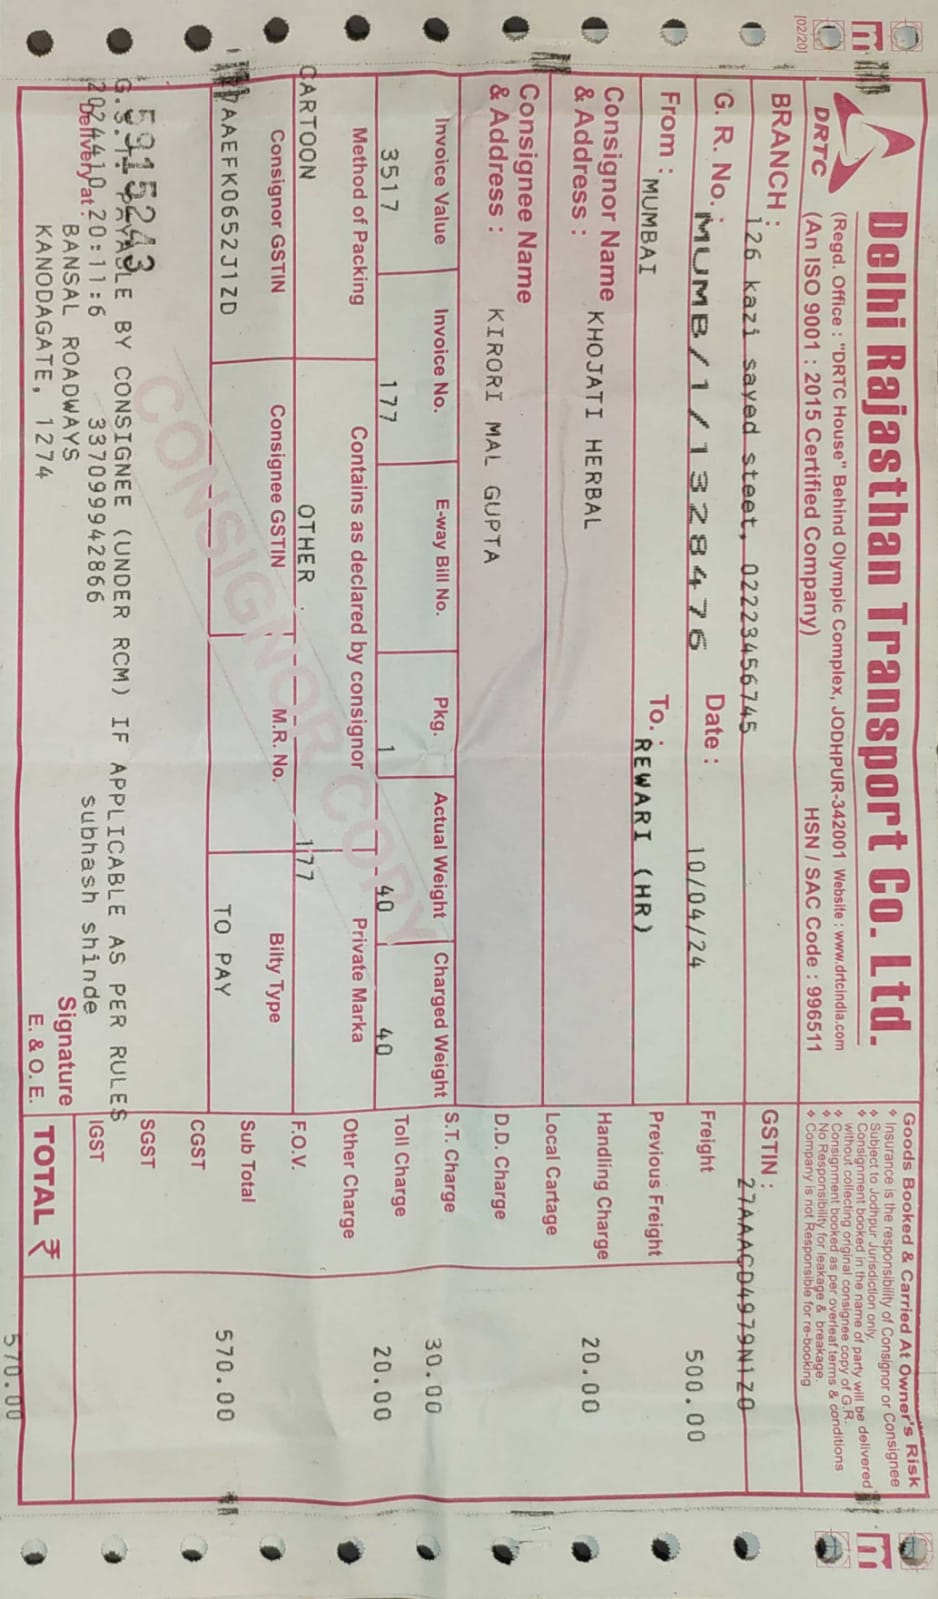 [02/20]
DRTC
Delhi Rajasthan Transport Co. Ltd.
(Regd. Office : "DRTC House" Behind Olympic Complex, JODHPUR-342001 Website : www.drtcindia.com
(An ISO 9001 : 2015 Certified Company) HSN / SAC Code : 996511
Goods Booked & Carried At Owner's Risk
❖ Insurance is the responsibility of Consignor or Consignee
❖ Subject to Jodhpur Jurisdiction only.
❖ Consignment booked in the name of party will be delivered
without collecting original consignee copy of G.R.
❖ Consignment booked as per overleaf terms & conditions
❖ No Responsibility for leakage & breakage.
❖ Company is not Responsible for re-booking
BRANCH : 126 kazi sayed steet, 02223456745
GSTIN : 27AAACD4979N1Z0
G. R. No. : MUMB/1/1328476 Date : 10/04/24
Freight 500.00
From : MUMBAI To. : REWARI (HR)
Previous Freight
Consignor Name KHOJATI HERBAL
& Address :
Handling Charge 20.00
Local Cartage
Consignee Name
& Address : KIRORI MAL GUPTA
D.D. Charge
Invoice Value Invoice No. E-way Bill No. Pkg. Actual Weight Charged Weight
3517 177 1 40 40
S.T. Charge 30.00
Toll Charge 20.00
Method of Packing Contains as declared by consignor Private Marka
CARTOON OTHER 177
Other Charge
F.O.V.
Consignor GSTIN Consignee GSTIN M.R. No. Bilty Type
7AAEFK0652J1ZD TO PAY
Sub Total 570.00
CGST
SGST
IGST
CONSIGNOR COPY
5915243
G.S.T. PAYABLE BY CONSIGNEE (UNDER RCM) IF APPLICABLE AS PER RULES
2024410 20:11:6 337099942866 subhash shinde
Delivery at :
BANSAL ROADWAYS
KANODAGATE, 1274
Signature
E. & O. E.
TOTAL ₹ 570.00